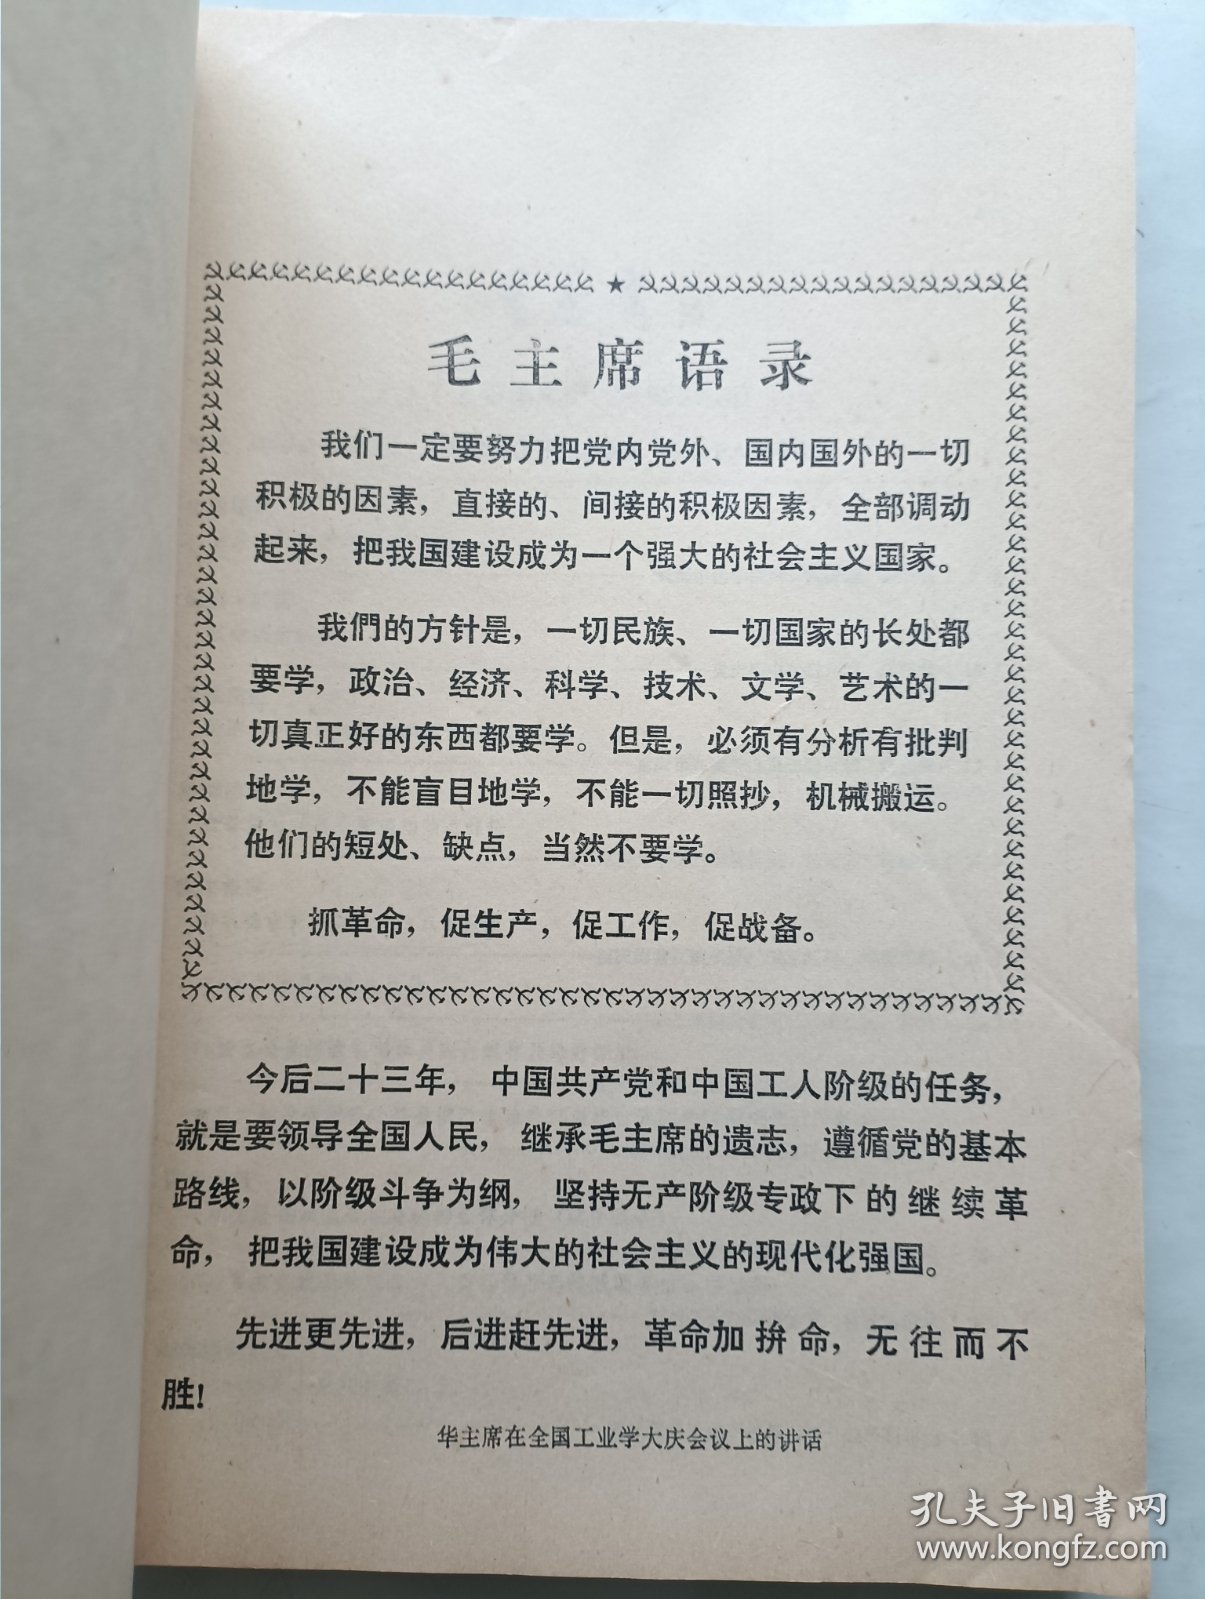 毛主席语录
我们一定要努力把党内党外、国内国外的一切
积极的因素，直接的、间接的积极因素，全部调动
起来，把我国建设成为一个强大的社会主义国家。
我們的方针是，一切民族、一切国家的长处都
要学，政治、经济、科学、技术、文学、艺术的一
切真正好的东西都要学。但是，必须有分析有批判
地学，不能盲目地学，不能一切照抄，机械搬运。
他们的短处、缺点，当然不要学。
抓革命，促生产，促工作，促战备。
今后二十三年，中国共产党和中国工人阶级的任务，
就是要领导全国人民，继承毛主席的遗志，遵循党的基本
路线，以阶级斗争为纲，坚持无产阶级专政下的继续革
命，把我国建设成为伟大的社会主义的现代化强国。
先进更先进，后进赶先进，革命加拚命，无往而不
胜！
华主席在全国工业学大庆会议上的讲话
孔夫子旧书网
www.kongfz.com